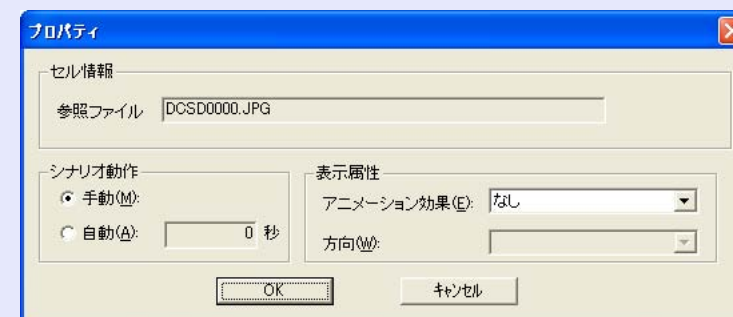 プロパティ
セル情報
参照ファイル DCSD0000.JPG
シナリオ動作
手動(M):
自動(A): 0 秒
表示属性
アニメーション効果(E): なし
方向(W):
OK キャンセル